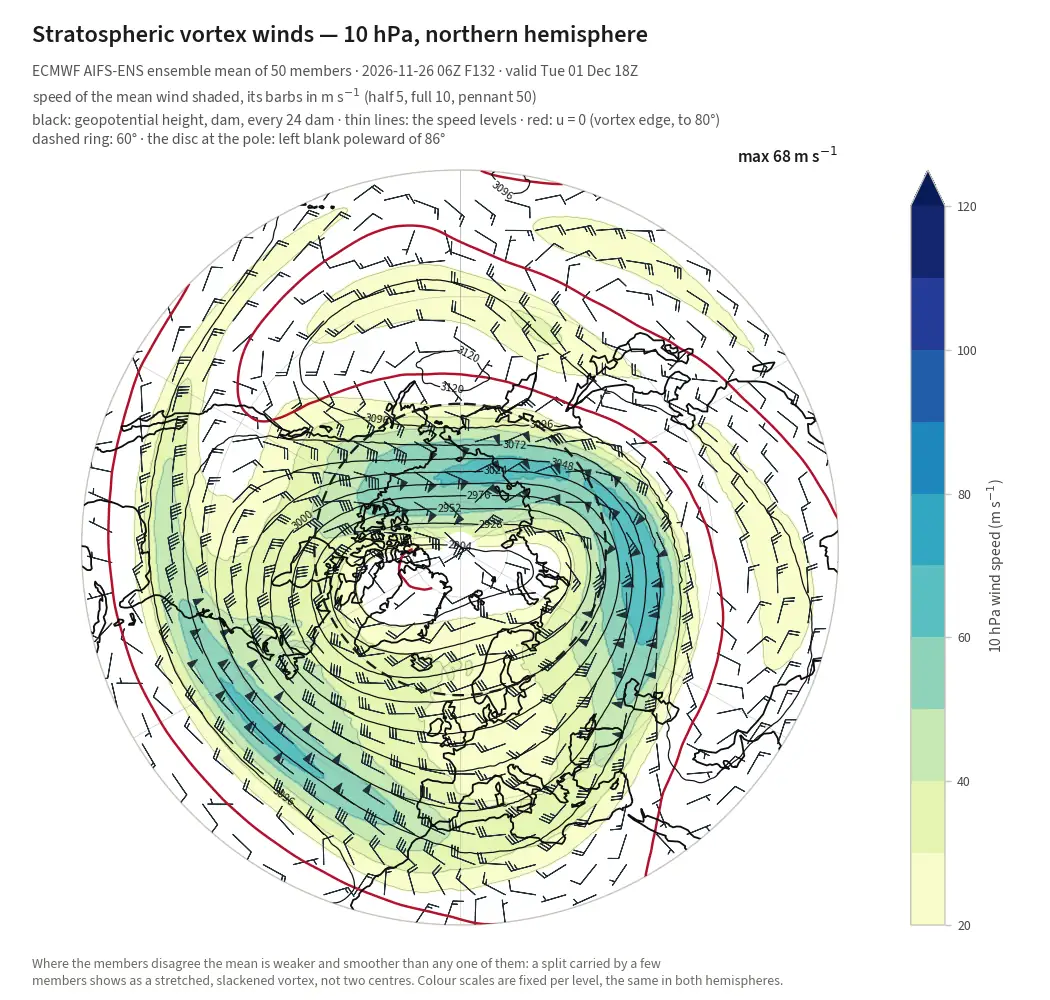 Stratospheric vortex winds — 10 hPa, northern hemisphere
ECMWF AIFS-ENS ensemble mean of 50 members · 2026-11-26 06Z F132 · valid Tue 01 Dec 18Z
speed of the mean wind shaded, its barbs in m s⁻¹ (half 5, full 10, pennant 50)
black: geopotential height, dam, every 24 dam · thin lines: the speed levels · red: u = 0 (vortex edge, to 80°)
dashed ring: 60° · the disc at the pole: left blank poleward of 86°
max 68 m s⁻¹
3096
120
100
80
60
40
20
10 hPa wind speed (m s⁻¹)
3120
3120
3096
3096
3072
3048
2976
2952
2928
3000
2904
3096
Where the members disagree the mean is weaker and smoother than any one of them: a split carried by a few
members shows as a stretched, slackened vortex, not two centres. Colour scales are fixed per level, the same in both hemispheres.